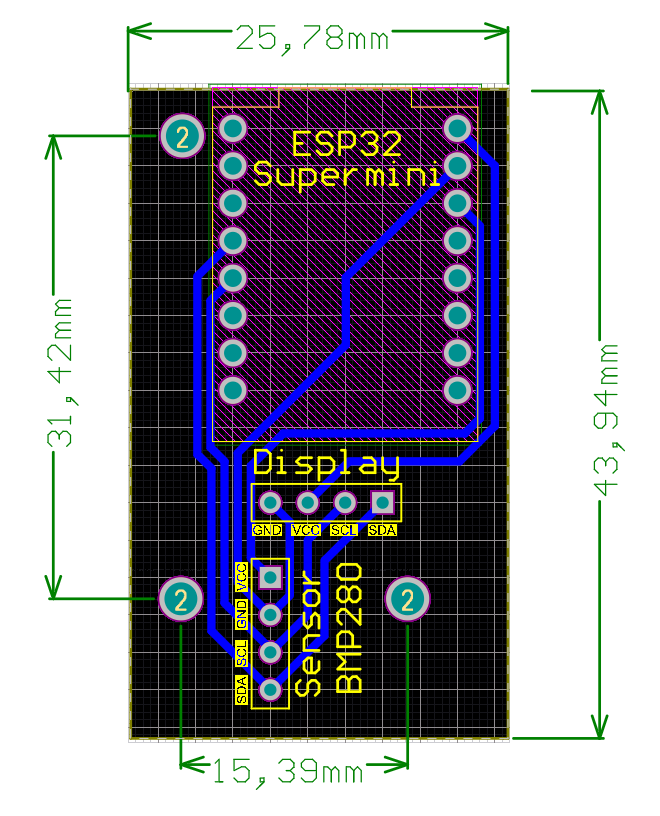 25,78mm
2
ESP32
Supermini
31,42mm
43,94mm
Display
GND VCC SCL SDA
VCC
GND
SCL
SDA
Sensor
BMP280
2
2
15,39mm